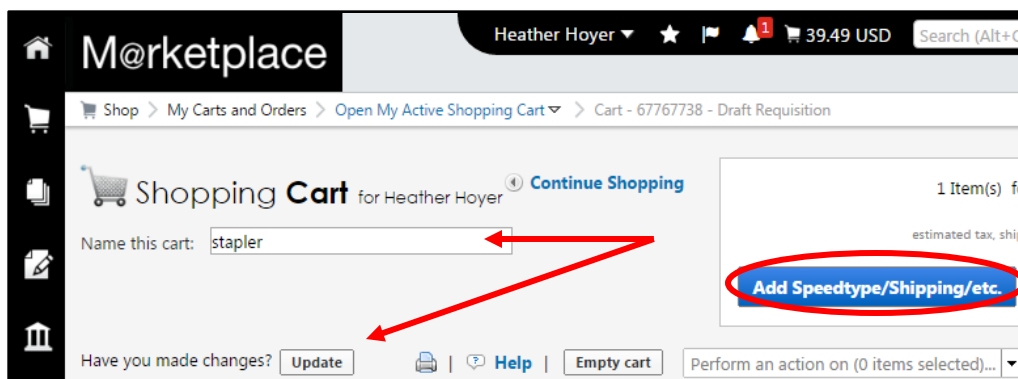 M@rketplace
Heather Hoyer 1 39.49 USD Search (Alt+
Shop > My Carts and Orders > Open My Active Shopping Cart > Cart - 67767738 - Draft Requisition
Shopping Cart for Heather Hoyer Continue Shopping
1 Item(s)
Name this cart: stapler
estimated tax,
Add Speedtype/Shipping/etc.
Have you made changes? Update | ? Help | Empty cart Perform an action on (0 items selected)...